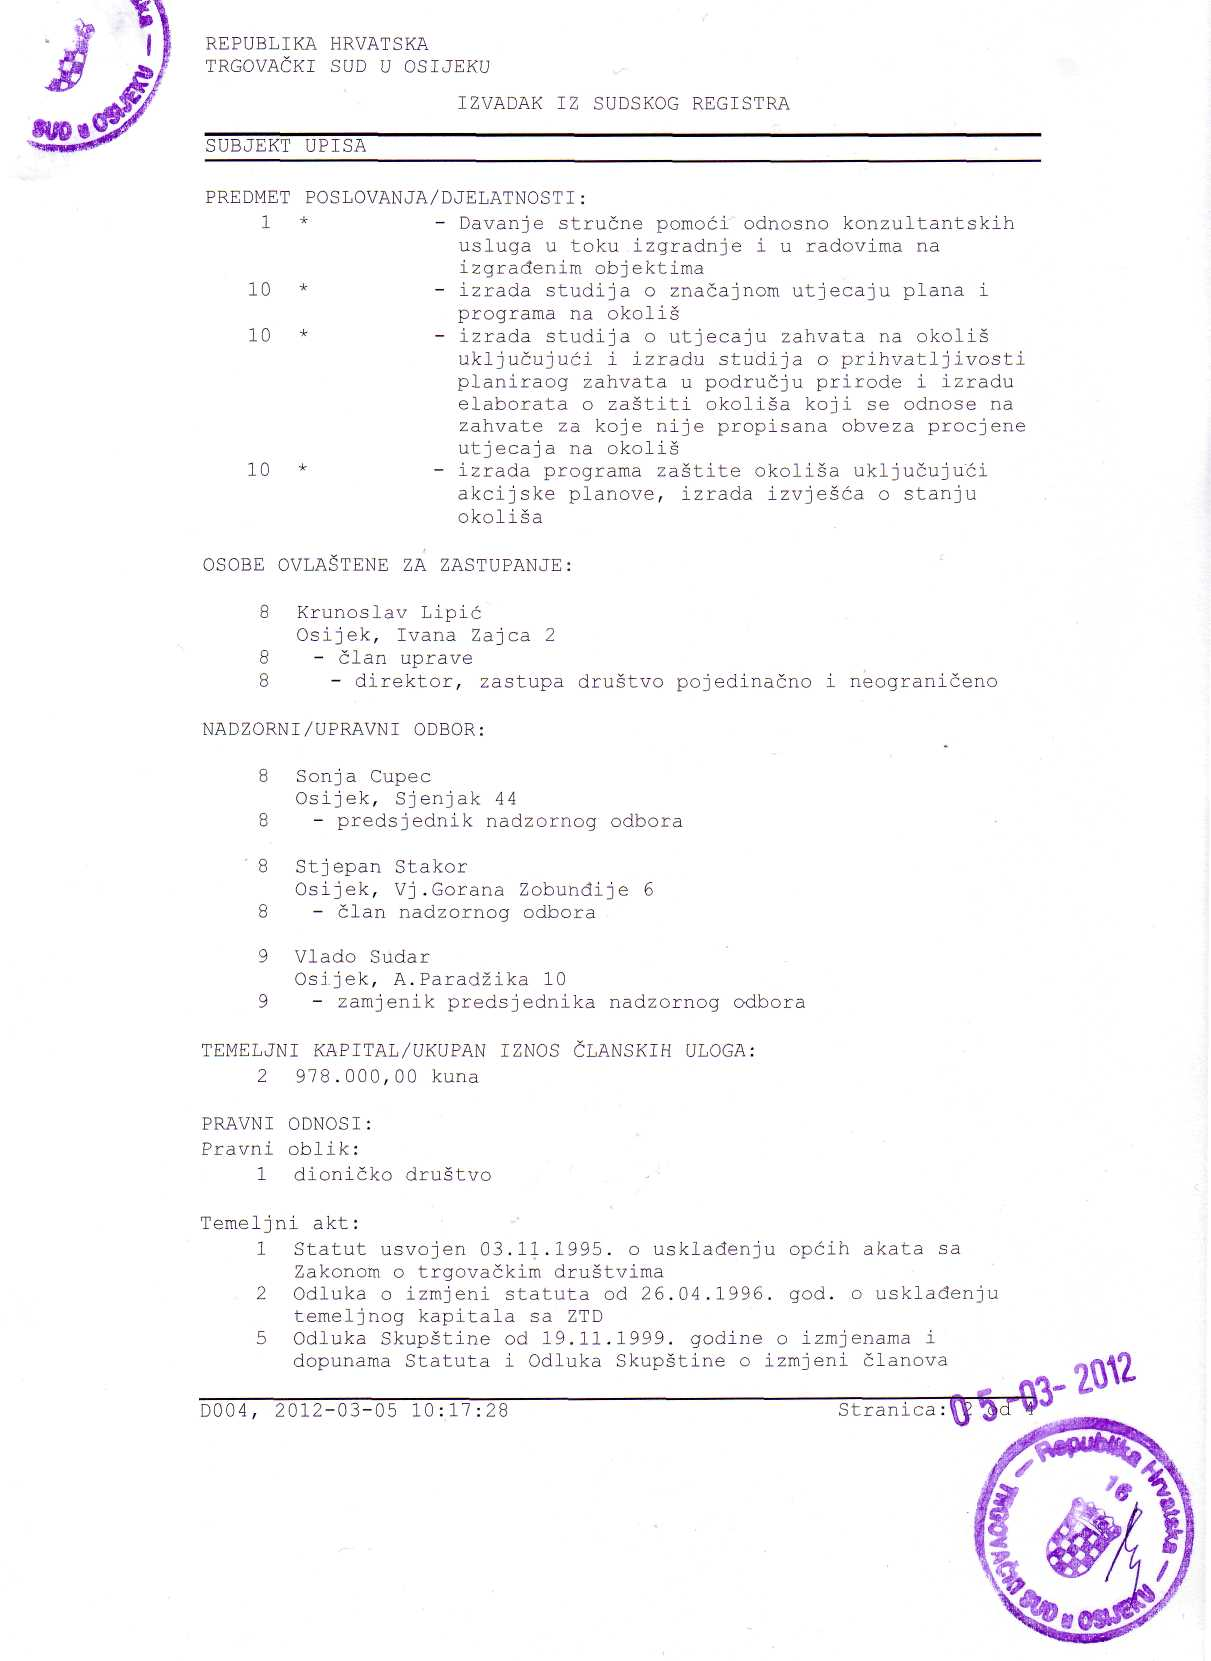 REPUBLIKA HRVATSKA
TRGOVAČKI SUD U OSIJEKU
IZVADAK IZ SUDSKOG REGISTRA
SUBJEKT UPISA
PREDMET POSLOVANJA/DJELATNOSTI:
1 * - Davanje stručne pomoći odnosno konzultantskih
usluga u toku izgradnje i u radovima na
izgrađenim objektima
10 * - izrada studija o značajnom utjecaju plana i
programa na okoliš
10 * - izrada studija o utjecaju zahvata na okoliš
uključujući i izradu studija o prihvatljivosti
planiraog zahvata u području prirode i izradu
elaborata o zaštiti okoliša koji se odnose na
zahvate za koje nije propisana obveza procjene
utjecaja na okoliš
10 * - izrada programa zaštite okoliša uključujući
akcijske planove, izrada izvješća o stanju
okoliša
OSOBE OVLAŠTENE ZA ZASTUPANJE:
8 Krunoslav Lipić
Osijek, Ivana Zajca 2
8 - član uprave
8 - direktor, zastupa društvo pojedinačno i neograničeno
NADZORNI/UPRAVNI ODBOR:
8 Sonja Cupec
Osijek, Sjenjak 44
8 - predsjednik nadzornog odbora
8 Stjepan Stakor
Osijek, Vj.Gorana Zobunđije 6
8 - član nadzornog odbora
9 Vlado Sudar
Osijek, A.Paradžika 10
9 - zamjenik predsjednika nadzornog odbora
TEMELJNI KAPITAL/UKUPAN IZNOS ČLANSKIH ULOGA:
2 978.000,00 kuna
PRAVNI ODNOSI:
Pravni oblik:
1 dioničko društvo
Temeljni akt:
1 Statut usvojen 03.11.1995. o usklađenju općih akata sa
Zakonom o trgovačkim društvima
2 Odluka o izmjeni statuta od 26.04.1996. god. o usklađenju
temeljnog kapitala sa ZTD
5 Odluka Skupštine od 19.11.1999. godine o izmjenama i
dopunama Statuta i Odluka Skupštine o izmjeni članova
D004, 2012-03-05 10:17:28 Stranica: 2 od 4
05-03-2012
Republika Hrvatska — TRGOVAČKI SUD u OSIJEKU —
16
SUD u OSIJEKU —